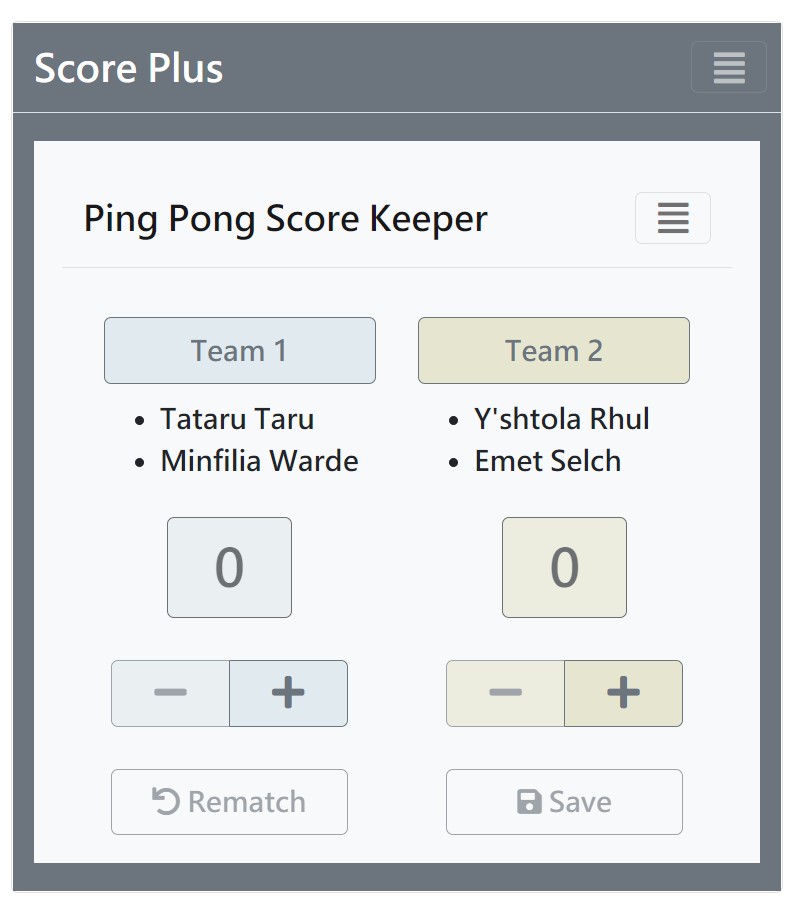 Score Plus
Ping Pong Score Keeper
Team 1 Team 2
• Tataru Taru • Y'shtola Rhul
• Minfilia Warde • Emet Selch
0 0
− + − +
Rematch Save